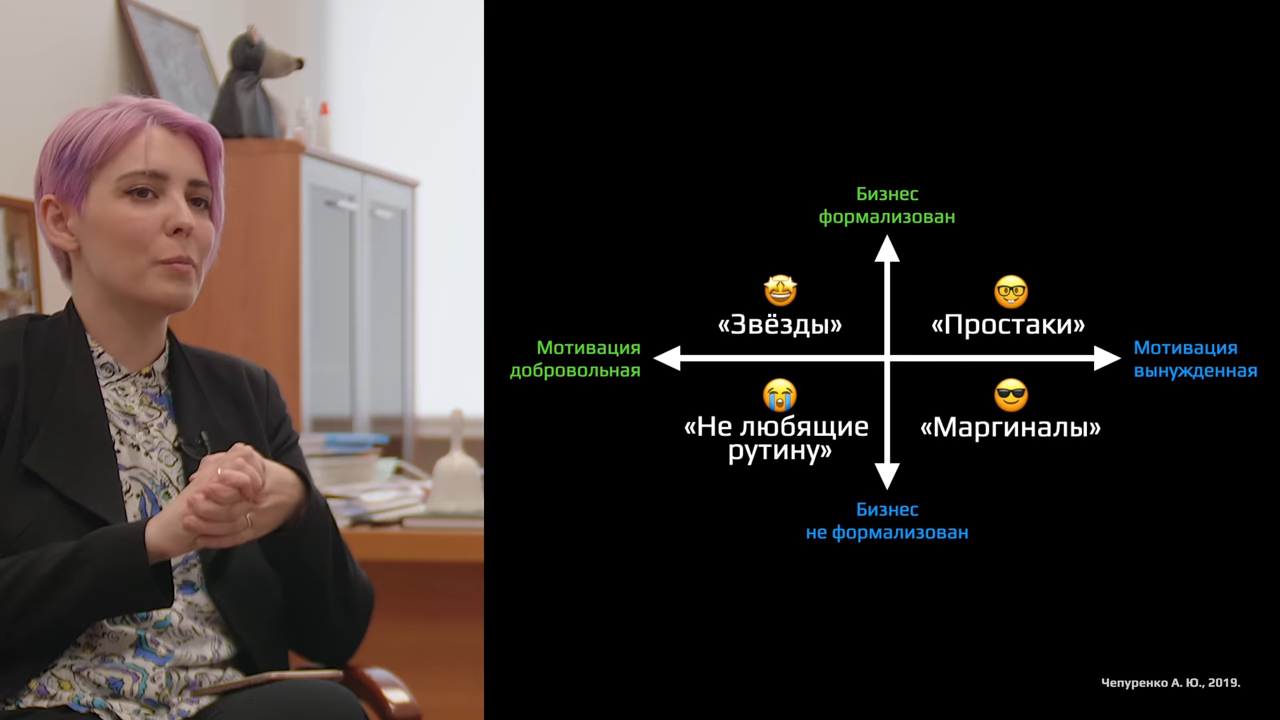 Бизнес
формализован
«Звёзды»
«Простаки»
Мотивация
добровольная
Мотивация
вынужденная
«Не любящие
рутину»
«Маргиналы»
Бизнес
не формализован
Чепуренко А. Ю., 2019.